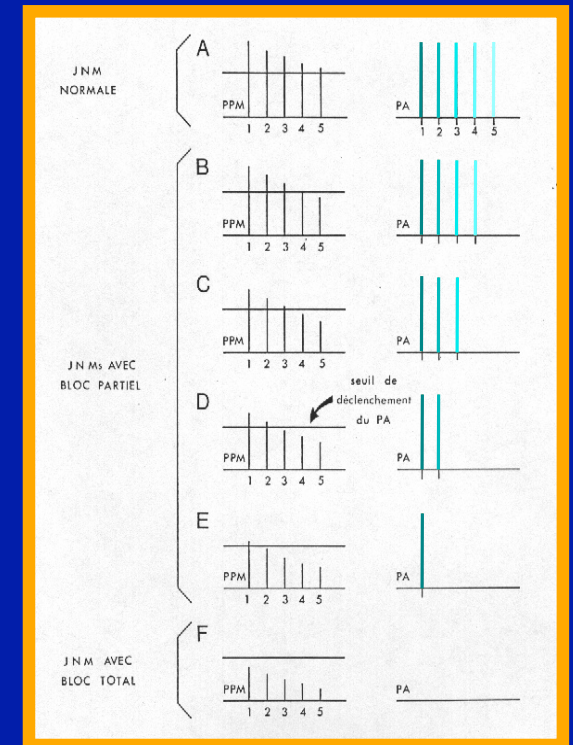 JNM
NORMALE
A
PPM
1 2 3 4 5
PA
1 2 3 4 5
B
PPM
1 2 3 4 5
PA
C
PPM
1 2 3 4 5
PA
JNMs AVEC
BLOC PARTIEL
seuil de
déclenchement
du PA
D
PPM
1 2 3 4 5
PA
E
PPM
1 2 3 4 5
PA
F
JNM AVEC
BLOC TOTAL
PPM
1 2 3 4 5
PA